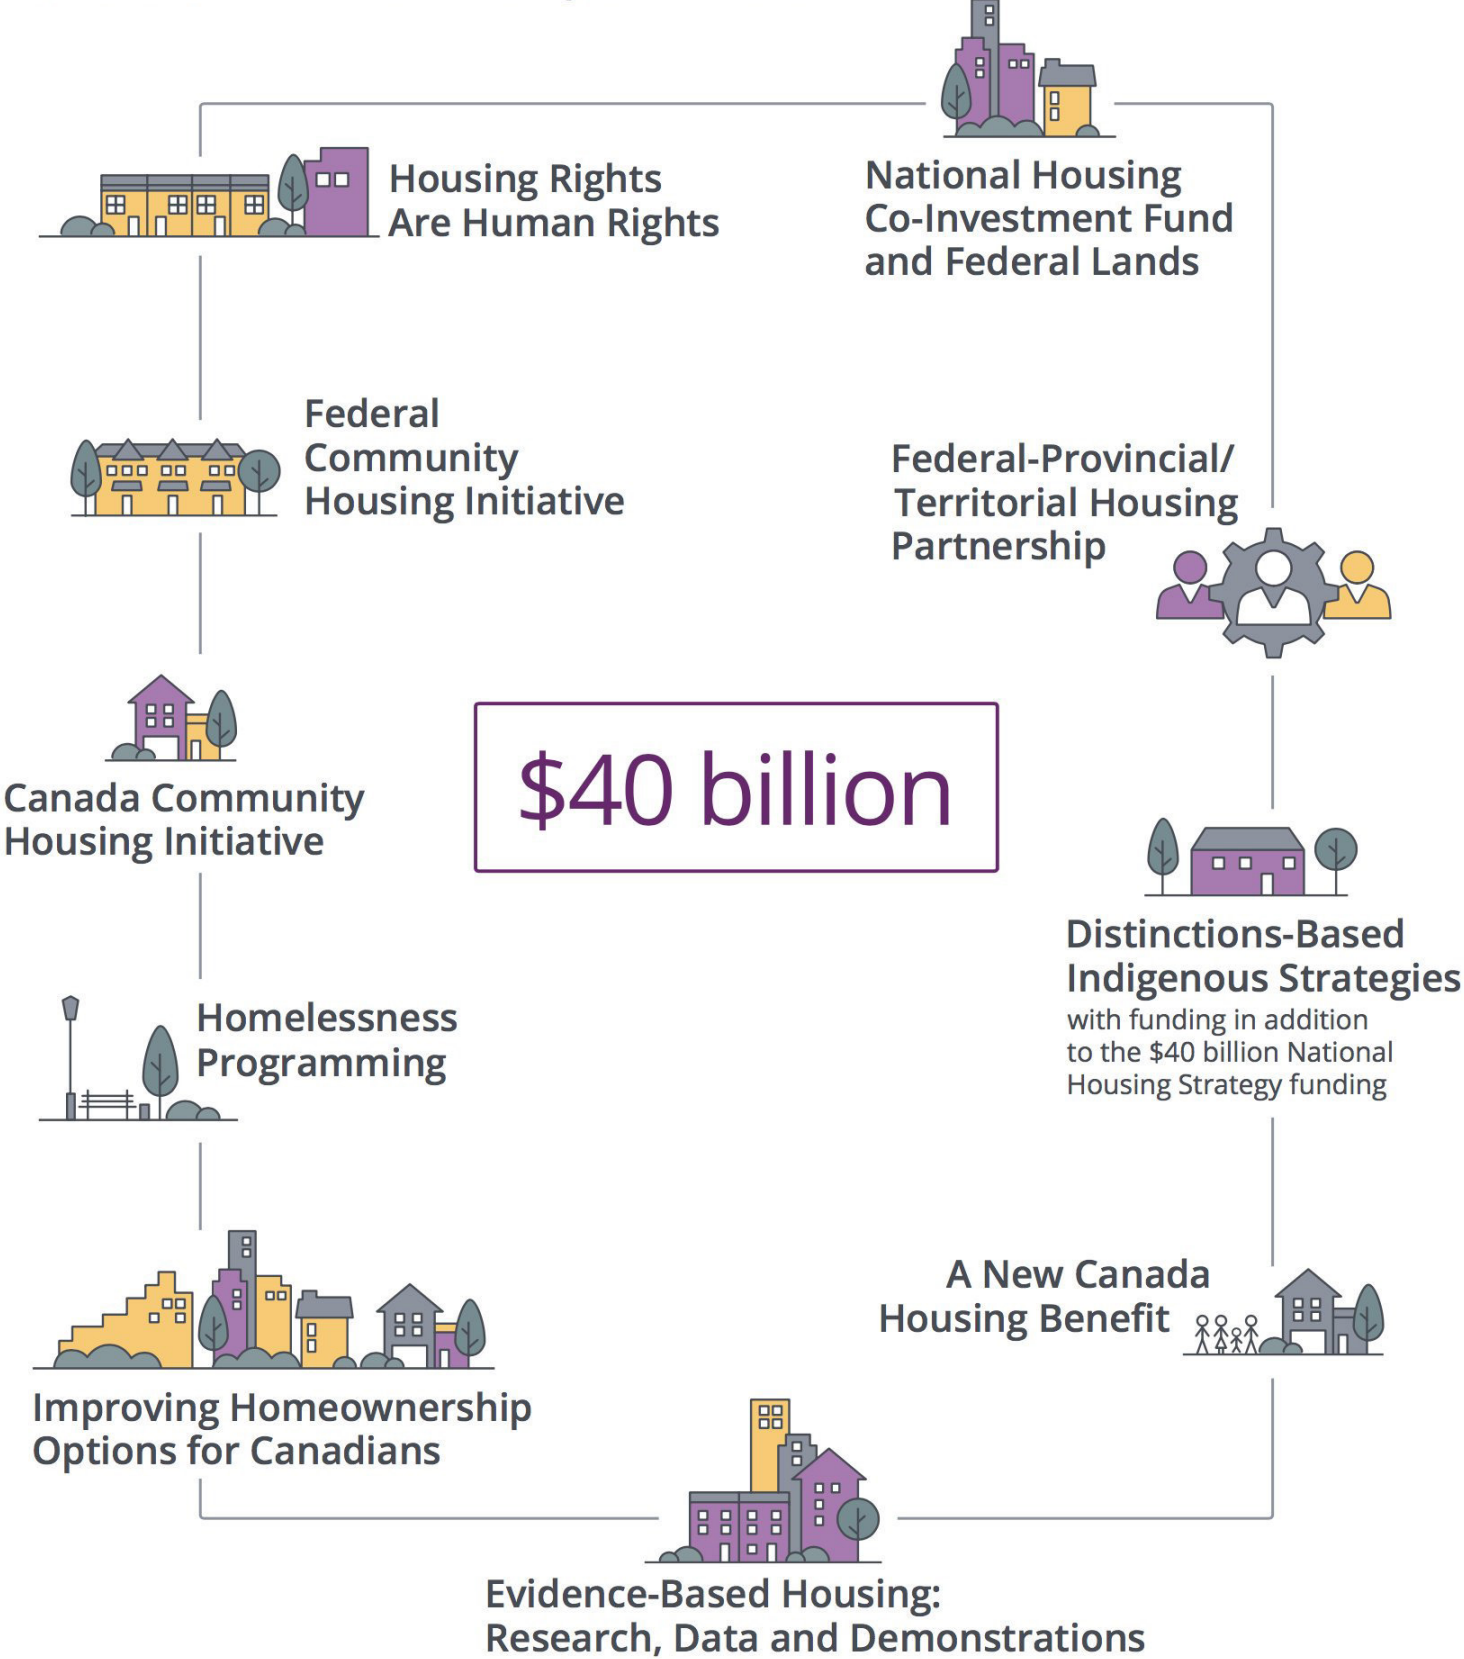 Housing Rights
Are Human Rights
National Housing
Co-Investment Fund
and Federal Lands
Federal
Community
Housing Initiative
Federal-Provincial/
Territorial Housing
Partnership
$40 billion
Canada Community
Housing Initiative
Distinctions-Based
Indigenous Strategies
with funding in addition
to the $40 billion National
Housing Strategy funding
Homelessness
Programming
A New Canada
Housing Benefit
Improving Homeownership
Options for Canadians
Evidence-Based Housing:
Research, Data and Demonstrations